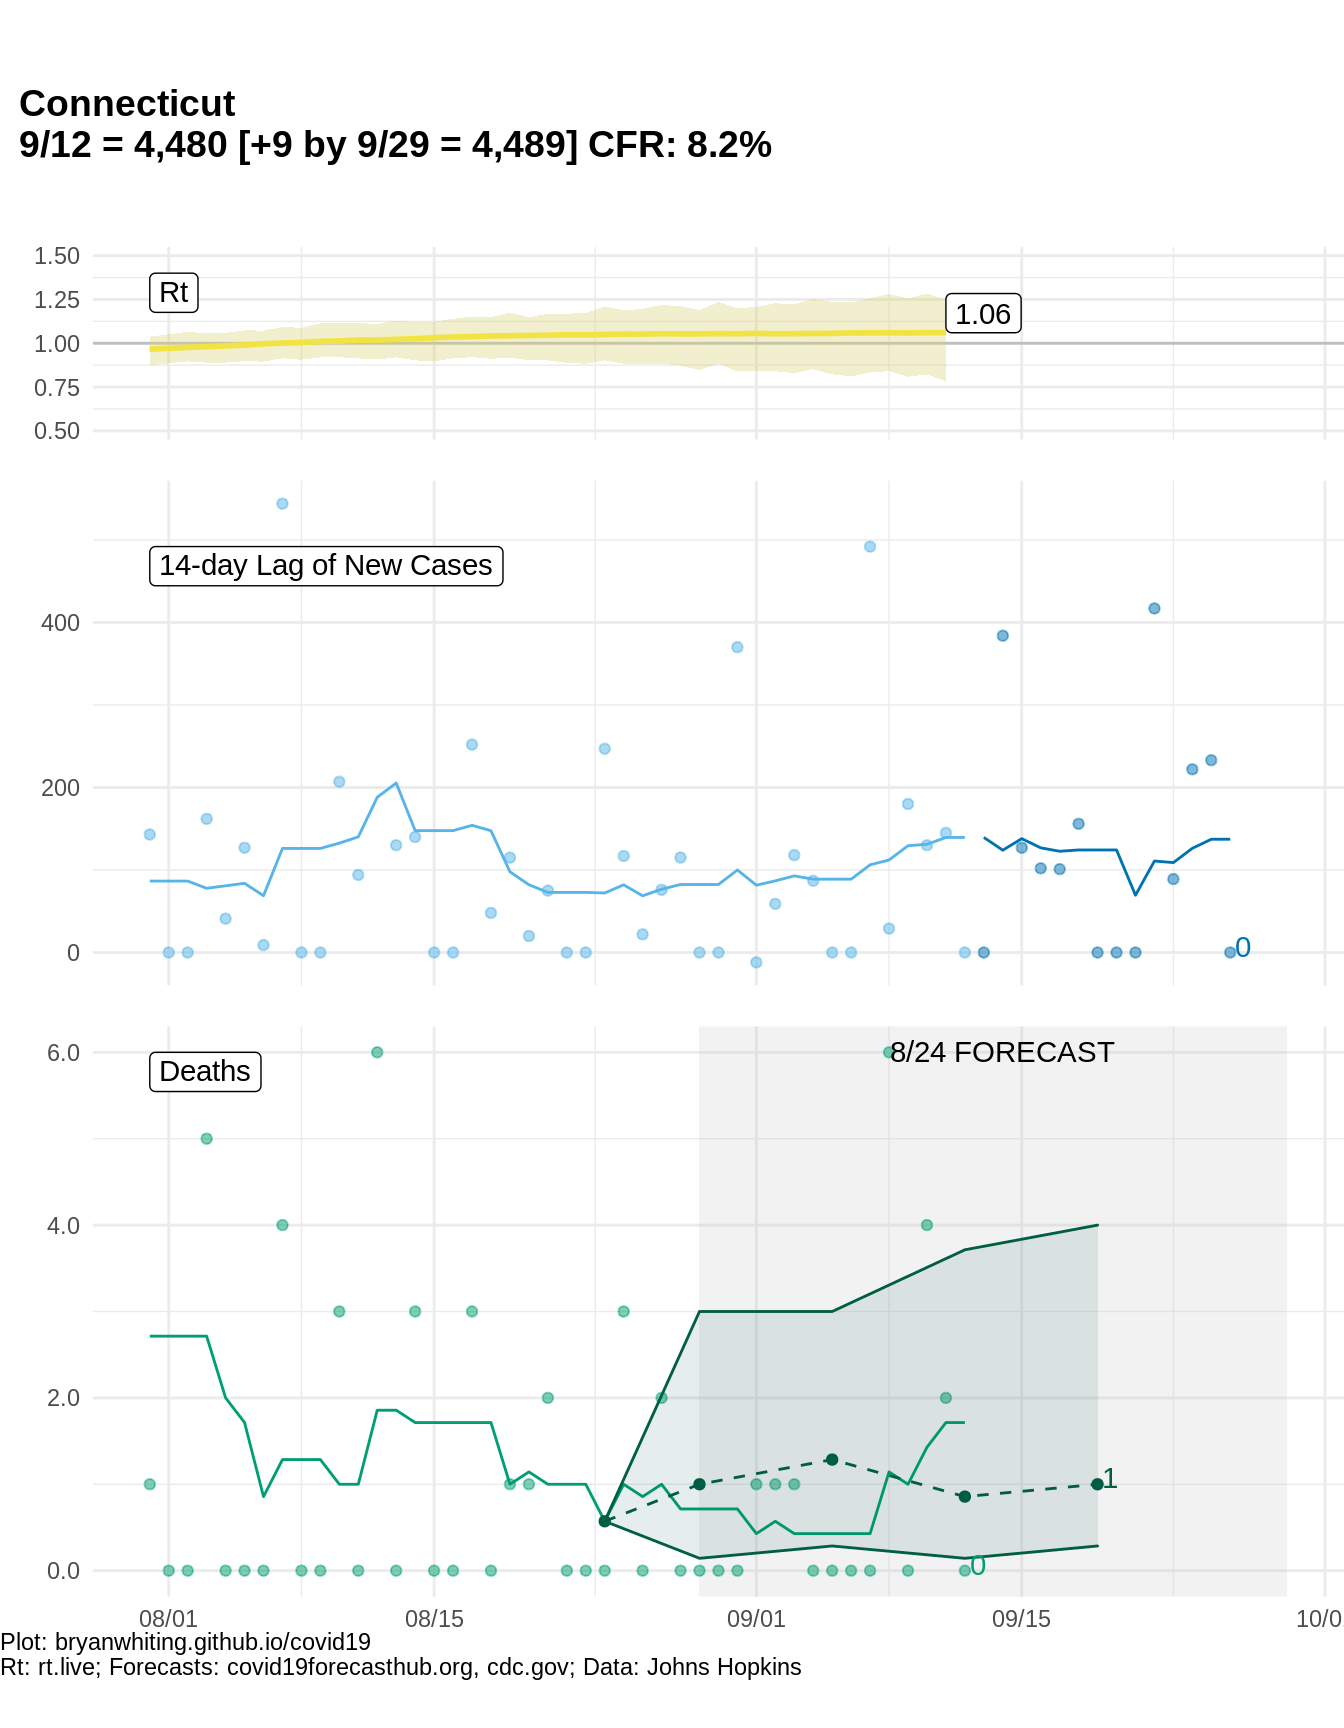 Connecticut
9/12 = 4,480 [+9 by 9/29 = 4,489] CFR: 8.2%
1.50
1.25
1.00
0.75
0.50
Rt
1.06
14-day Lag of New Cases
400
200
0
0
6.0
4.0
2.0
0.0
Deaths
8/24 FORECAST
1
0
08/01
08/15
09/01
09/15
10/0
Plot: bryanwhiting.github.io/covid19
Rt: rt.live; Forecasts: covid19forecasthub.org, cdc.gov; Data: Johns Hopkins